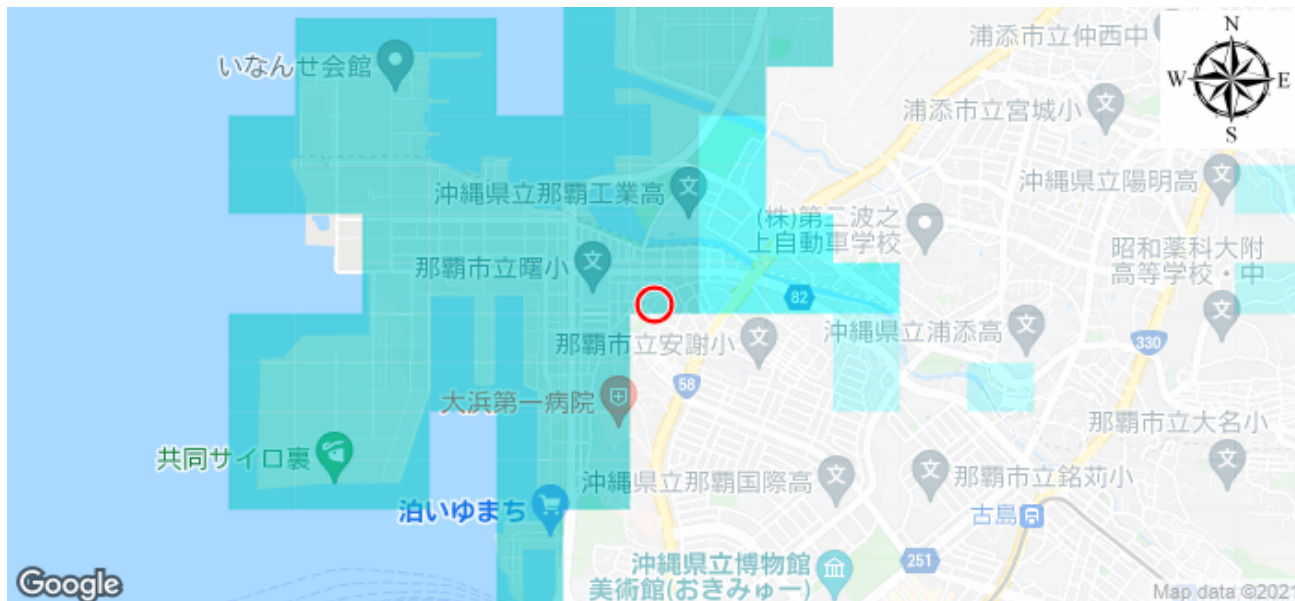 浦添市立仲西中
N
W
E
S
いなんせ会館
浦添市立宮城小
沖縄県立那覇工業高
沖縄県立陽明高
(株)第二波之
上自動車学校
昭和薬科大附
高等学校・中
那覇市立曙小
82
那覇市立安謝小
沖縄県立浦添高
330
58
大浜第一病院
那覇市立大名小
共同サイロ裏
沖縄県立那覇国際高
那覇市立銘苅小
泊いゆまち
古島
251
沖縄県立博物館
美術館(おきみゅー)
Google
Map data ©2021